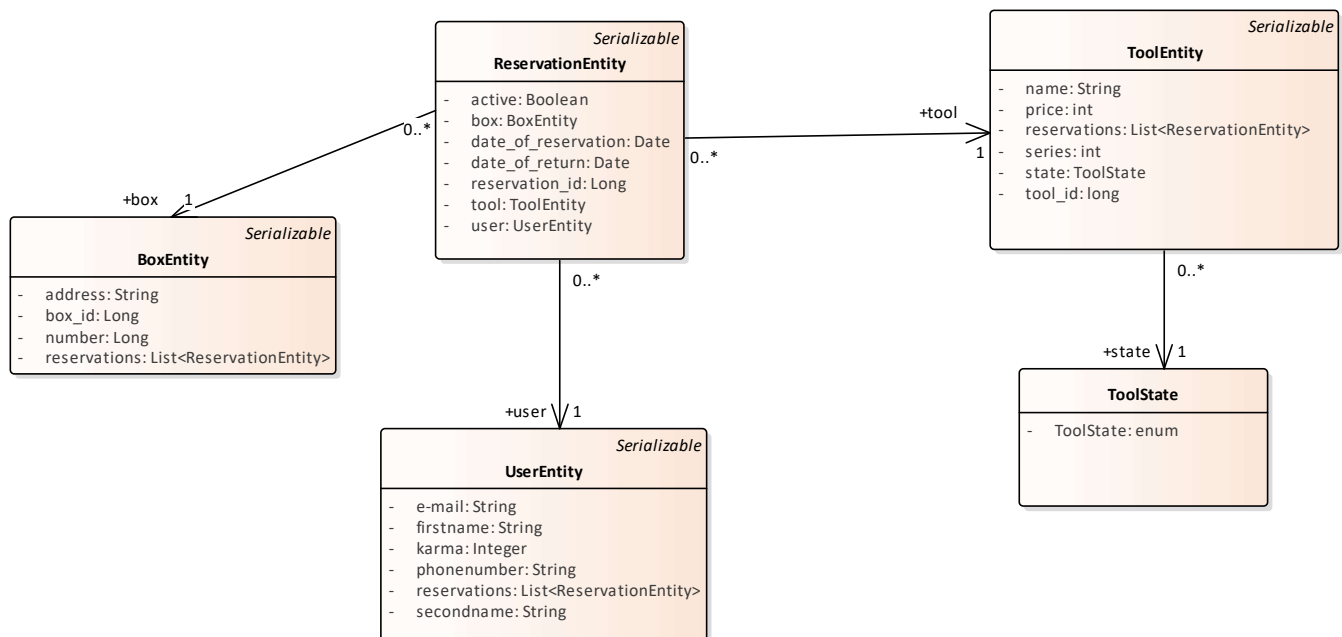 Serializable
ReservationEntity
- active: Boolean
- box: BoxEntity
- date_of_reservation: Date
- date_of_return: Date
- reservation_id: Long
- tool: ToolEntity
- user: UserEntity
Serializable
ToolEntity
- name: String
- price: int
- reservations: List<ReservationEntity>
- series: int
- state: ToolState
- tool_id: long
0..*
+box 1
0..*
+tool
1
0..*
+user 1
0..*
+state 1
Serializable
BoxEntity
- address: String
- box_id: Long
- number: Long
- reservations: List<ReservationEntity>
ToolState
- ToolState: enum
Serializable
UserEntity
- e-mail: String
- firstname: String
- karma: Integer
- phonenumber: String
- reservations: List<ReservationEntity>
- secondname: String